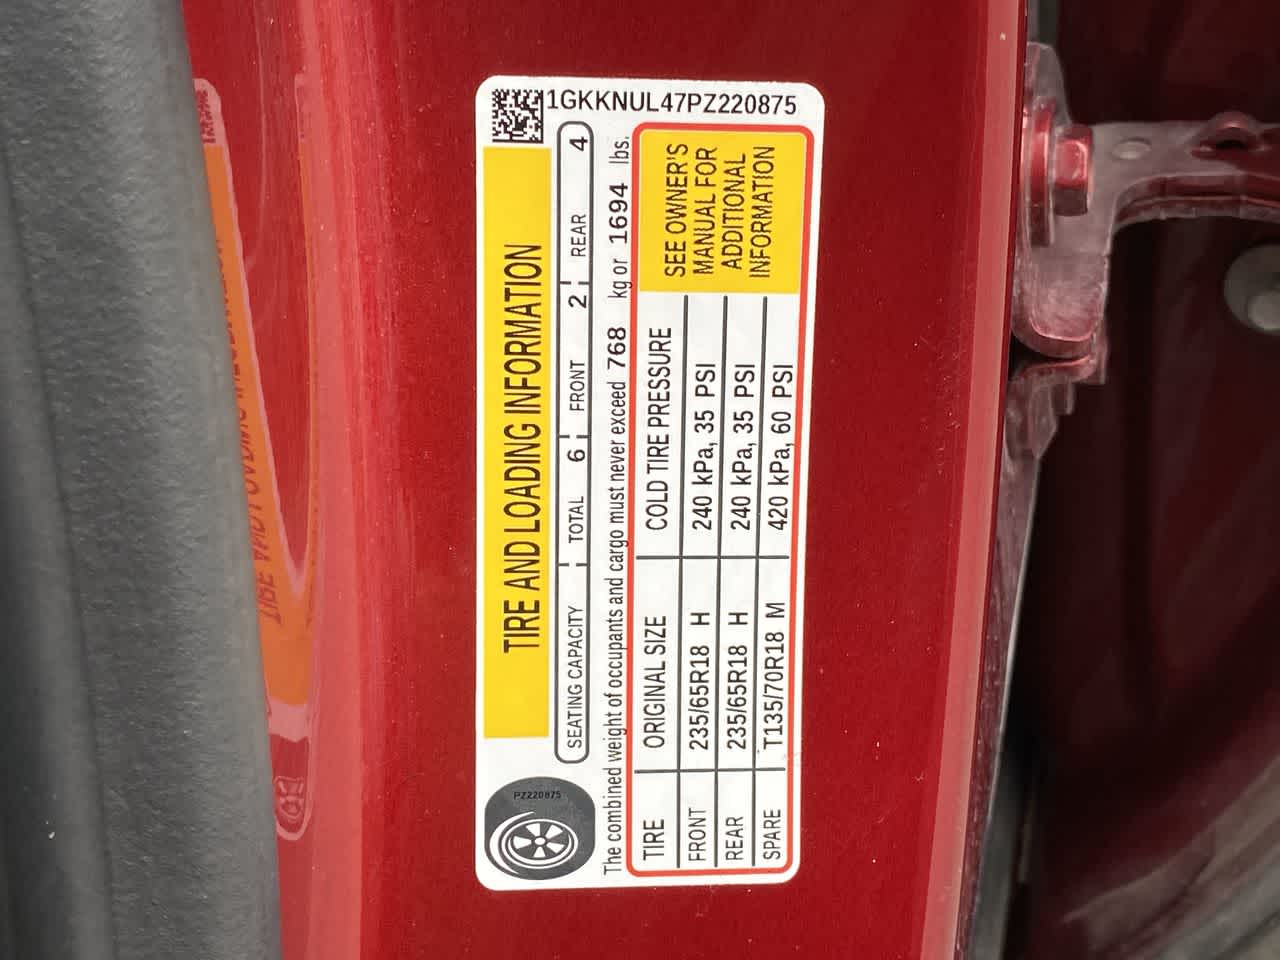 1GKKNUL47PZ220875
TIRE AND LOADING INFORMATION
SEATING CAPACITY TOTAL 6 FRONT 2 REAR 4
The combined weight of occupants and cargo must never exceed 768 kg or 1694 lbs.
TIRE ORIGINAL SIZE COLD TIRE PRESSURE
FRONT 235/65R18 H 240 kPa, 35 PSI
REAR 235/65R18 H 240 kPa, 35 PSI
SPARE T135/70R18 M 420 kPa, 60 PSI
SEE OWNER'S
MANUAL FOR
ADDITIONAL
INFORMATION
PZ220875